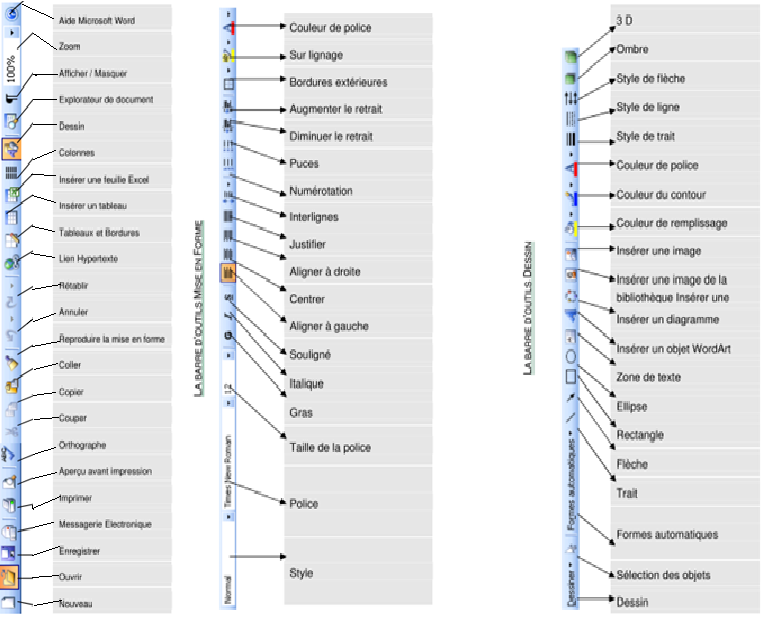 Aide Microsoft Word
Zoom
Afficher / Masquer
Explorateur de document
Dessin
Colonnes
Insérer une feuille Excel
Insérer un tableau
Tableaux et Bordures
Lien Hypertexte
Rétablir
Annuler
Reproduire la mise en forme
Coller
Copier
Couper
Orthographe
Aperçu avant impression
Imprimer
Messagerie Electronique
Enregistrer
Ouvrir
Nouveau
100%
LA BARRE D'OUTILS MISE EN FORME
Couleur de police
Sur lignage
Bordures extérieures
Augmenter le retrait
Diminuer le retrait
Puces
Numérotation
Interlignes
Justifier
Aligner à droite
Centrer
Aligner à gauche
Souligné
Italique
Gras
Taille de la police
Police
Style
12
Times New Roman
Normal
LA BARRE D'OUTILS DESSIN
3 D
Ombre
Style de flèche
Style de ligne
Style de trait
Couleur de police
Couleur du contour
Couleur de remplissage
Insérer une image
Insérer une image de la
bibliothèque Insérer une
Insérer un diagramme
Insérer un objet WordArt
Zone de texte
Ellipse
Rectangle
Flèche
Trait
Formes automatiques
Sélection des objets
Dessin
Formes automatiques
Dessiner